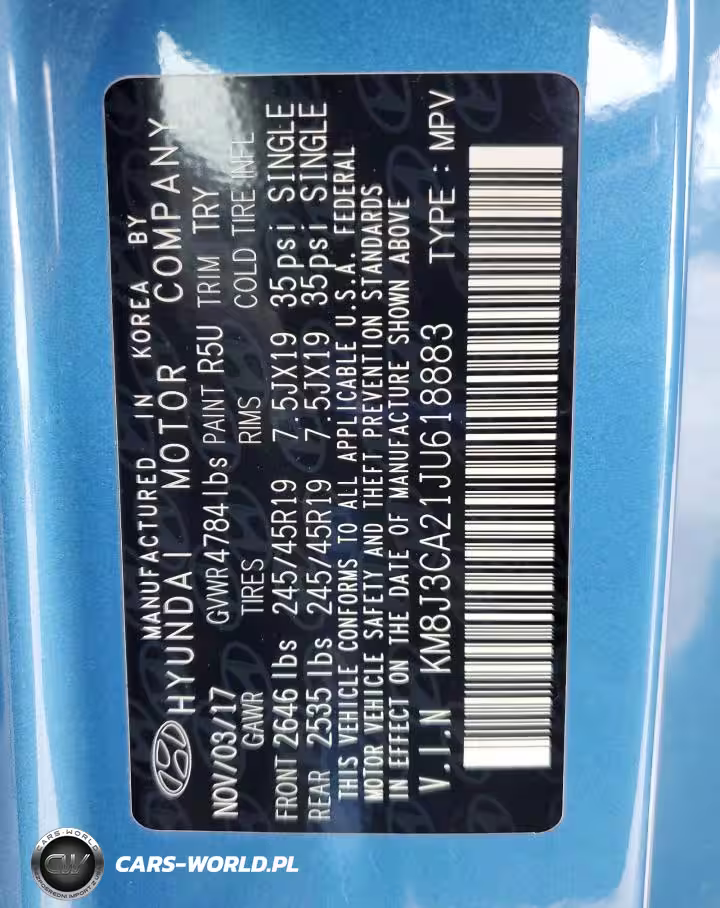 MANUFACTURED IN KOREA BY
HYUNDAI MOTOR COMPANY
NOV/03/17 GVWR 4784 lbs PAINT R5U TRIM TRY
GAWR TIRES RIMS COLD TIRE INFL
FRONT 2646 lbs 245/45R19 7.5JX19 35psi SINGLE
REAR 2535 lbs 245/45R19 7.5JX19 35psi SINGLE
THIS VEHICLE CONFORMS TO ALL APPLICABLE U.S.A. FEDERAL
MOTOR VEHICLE SAFETY AND THEFT PREVENTION STANDARDS
IN EFFECT ON THE DATE OF MANUFACTURE SHOWN ABOVE
V.I.N KM8J3CA21JU618883 TYPE : MPV
CARS-WORLD
CW
CARS-WORLD.PL